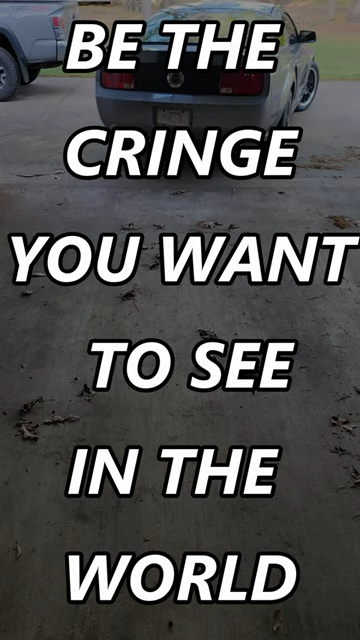 BE THE
CRINGE
YOU WANT
TO SEE
IN THE
WORLD